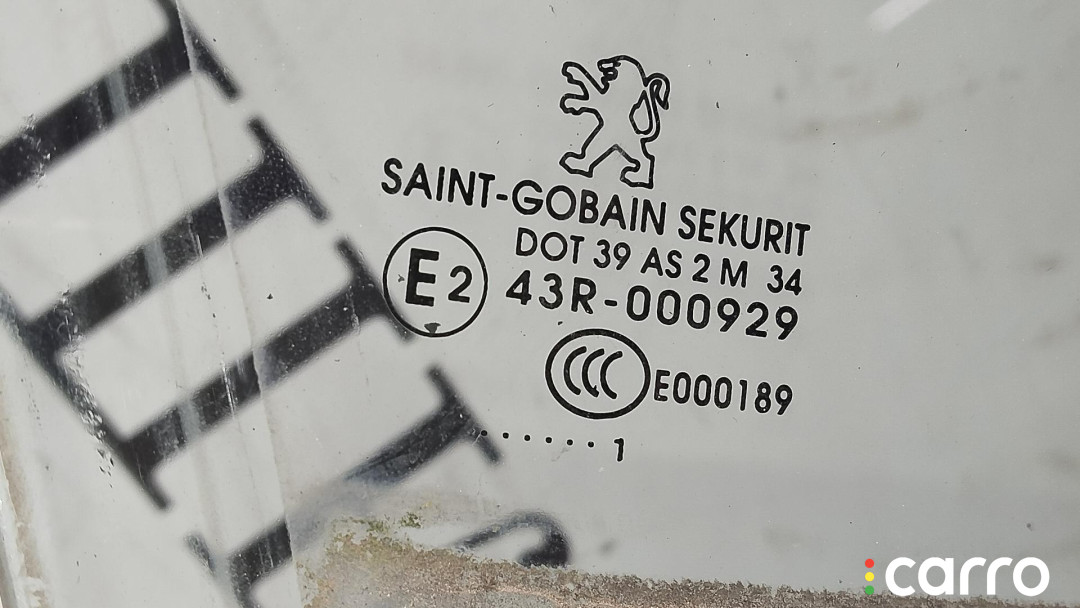 SAINT-GOBAIN SEKURIT
DOT 39 AS 2 M 34
E2 43R-000929
CCC E000189
. . . . . . . 1
carro